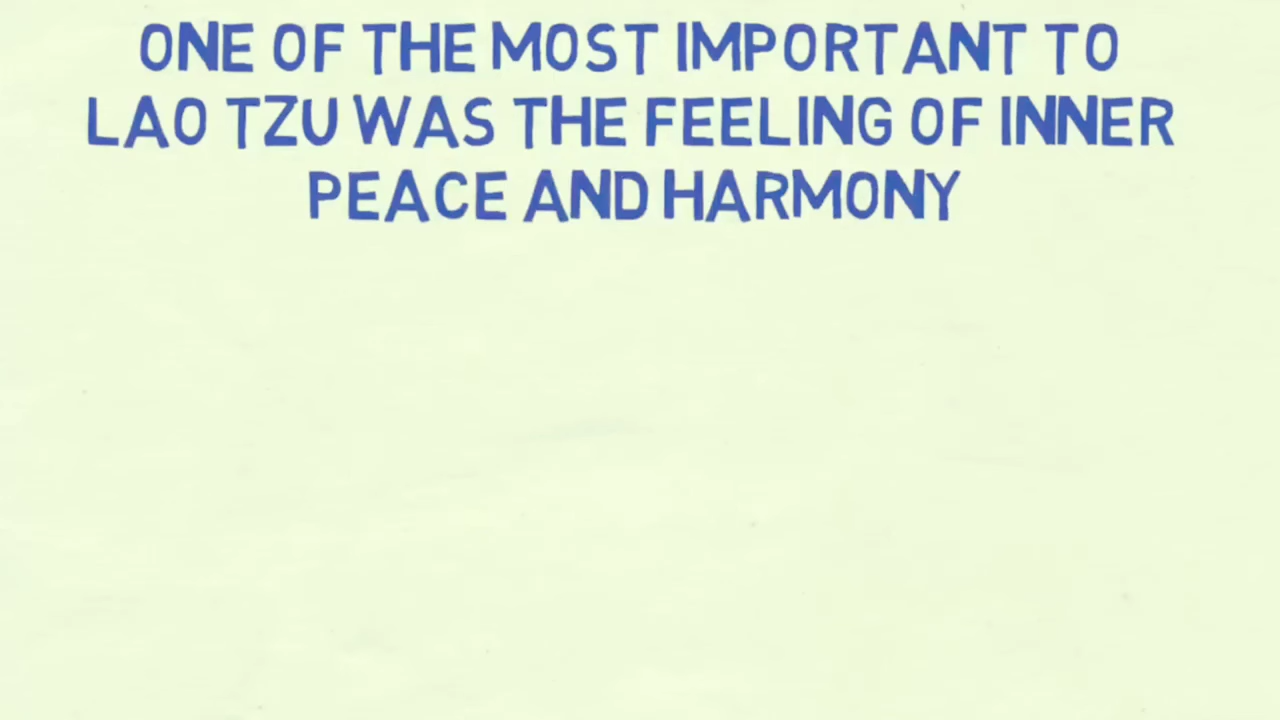 ONE OF THE MOST IMPORTANT TO
LAO TZU WAS THE FEELING OF INNER
PEACE AND HARMONY